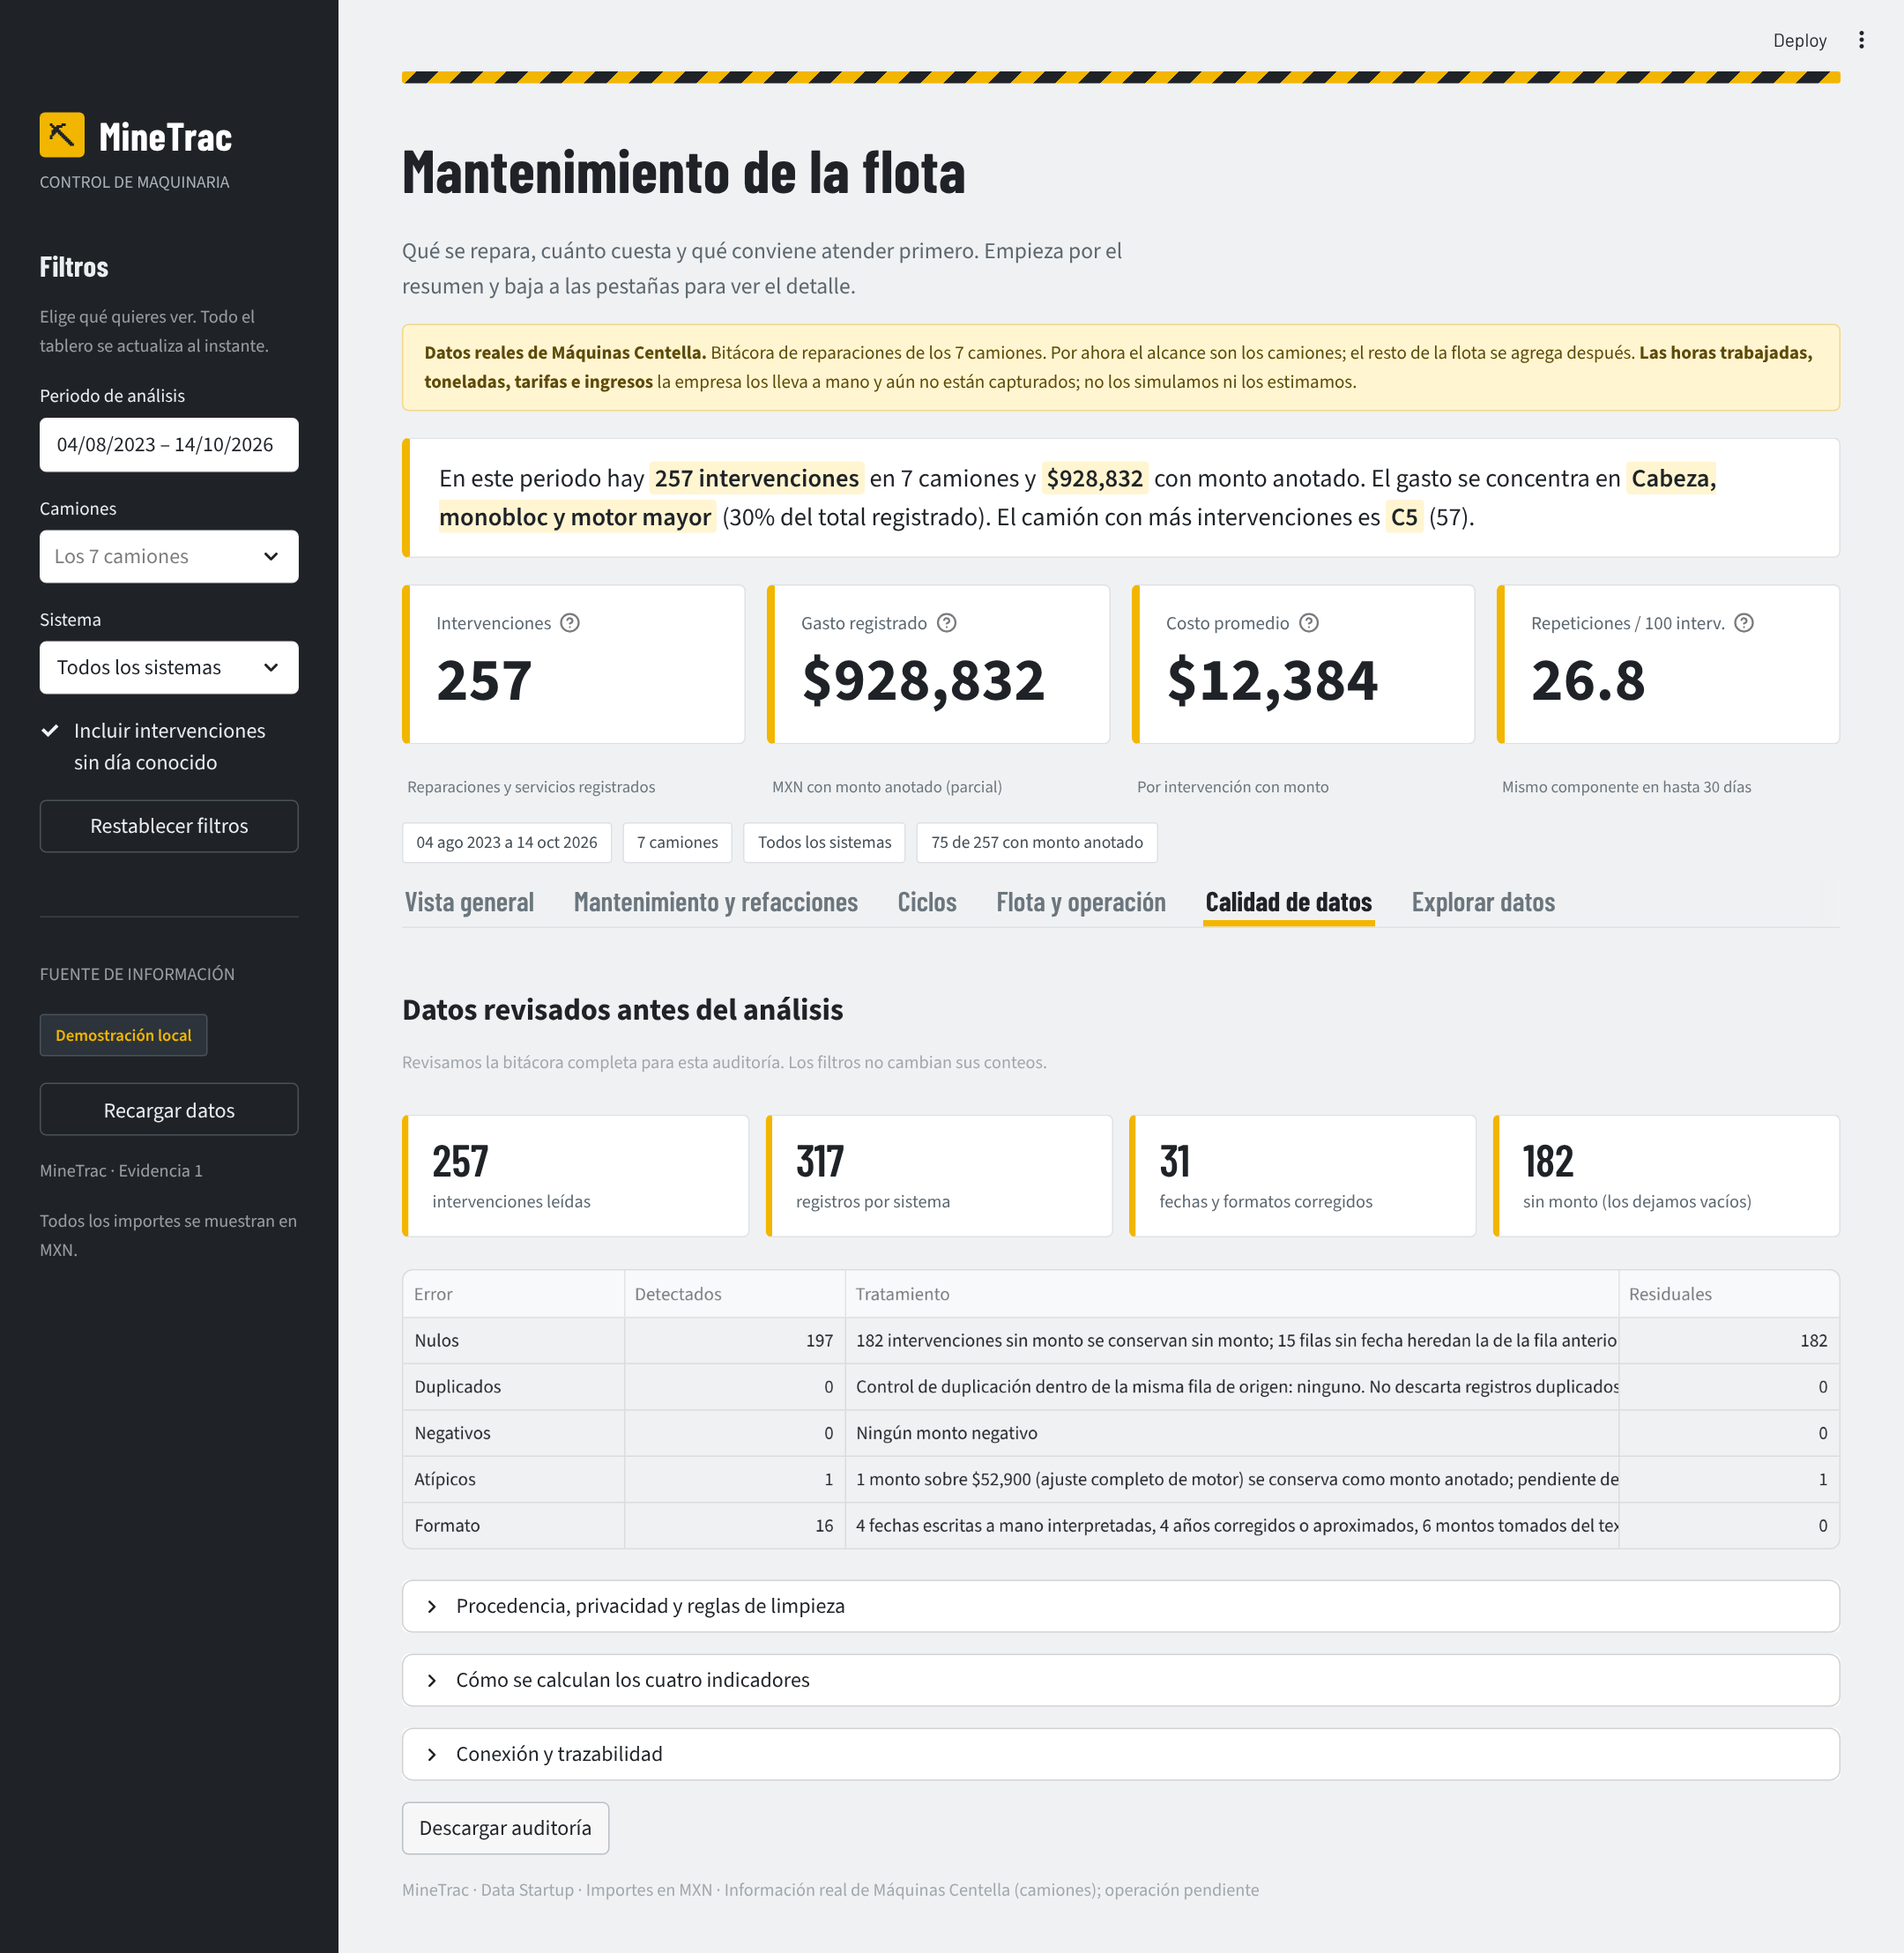 Deploy
MineTrac
CONTROL DE MAQUINARIA
Filtros
Elige qué quieres ver. Todo el
tablero se actualiza al instante.
Periodo de análisis
04/08/2023 – 14/10/2026
Camiones
Los 7 camiones
Sistema
Todos los sistemas
Incluir intervenciones
sin día conocido
Restablecer filtros
FUENTE DE INFORMACIÓN
Demostración local
Recargar datos
MineTrac · Evidencia 1
Todos los importes se muestran en
MXN.
Mantenimiento de la flota
Qué se repara, cuánto cuesta y qué conviene atender primero. Empieza por el
resumen y baja a las pestañas para ver el detalle.
Datos reales de Máquinas Centella. Bitácora de reparaciones de los 7 camiones. Por ahora el alcance son los camiones; el resto de la flota se agrega después. Las horas trabajadas,
toneladas, tarifas e ingresos la empresa los lleva a mano y aún no están capturados; no los simulamos ni los estimamos.
En este periodo hay 257 intervenciones en 7 camiones y $928,832 con monto anotado. El gasto se concentra en Cabeza,
monobloc y motor mayor (30% del total registrado). El camión con más intervenciones es C5 (57).
Intervenciones
257
Reparaciones y servicios registrados
Gasto registrado
$928,832
MXN con monto anotado (parcial)
Costo promedio
$12,384
Por intervención con monto
Repeticiones / 100 interv.
26.8
Mismo componente en hasta 30 días
04 ago 2023 a 14 oct 2026
7 camiones
Todos los sistemas
75 de 257 con monto anotado
Vista general
Mantenimiento y refacciones
Ciclos
Flota y operación
Calidad de datos
Explorar datos
Datos revisados antes del análisis
Revisamos la bitácora completa para esta auditoría. Los filtros no cambian sus conteos.
257
intervenciones leídas
317
registros por sistema
31
fechas y formatos corregidos
182
sin monto (los dejamos vacíos)
Error Detectados Tratamiento Residuales
Nulos 197 182 intervenciones sin monto se conservan sin monto; 15 filas sin fecha heredan la de la fila anterio 182
Duplicados 0 Control de duplicación dentro de la misma fila de origen: ninguno. No descarta registros duplicados 0
Negativos 0 Ningún monto negativo 0
Atípicos 1 1 monto sobre $52,900 (ajuste completo de motor) se conserva como monto anotado; pendiente de 1
Formato 16 4 fechas escritas a mano interpretadas, 4 años corregidos o aproximados, 6 montos tomados del tex 0
Procedencia, privacidad y reglas de limpieza
Cómo se calculan los cuatro indicadores
Conexión y trazabilidad
Descargar auditoría
MineTrac · Data Startup · Importes en MXN · Información real de Máquinas Centella (camiones); operación pendiente